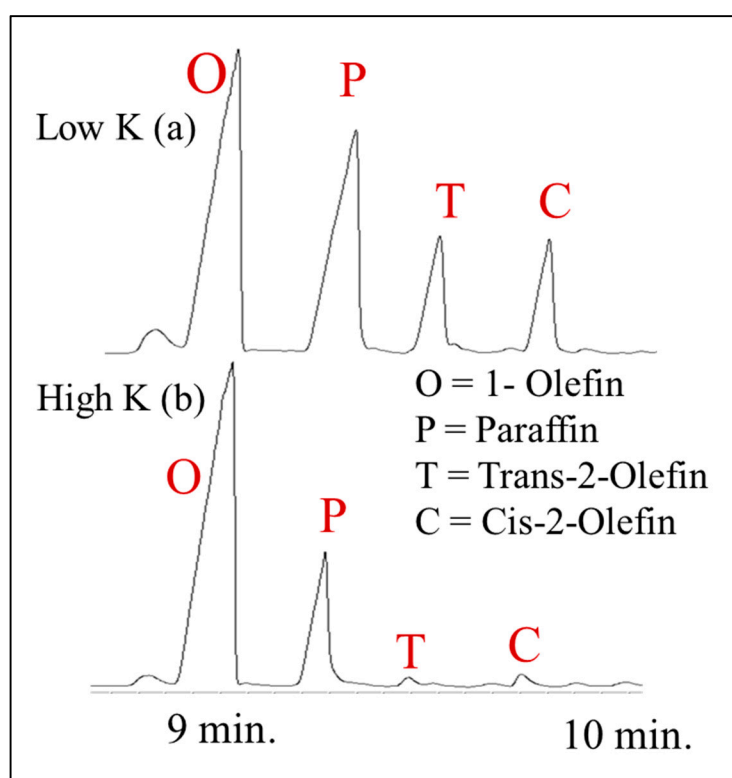 O
P
Low K (a)
T
C
High K (b)
O = 1- Olefin
P = Paraffin
T = Trans-2-Olefin
C = Cis-2-Olefin
O
P
T
C
9 min.
10 min.